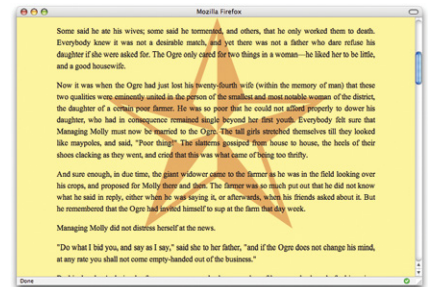 Mozilla Firefox
Some said he ate his wives; some said he tormented, and others, that he only worked them to death.
Everybody knew it was not a desirable match, and yet there was not a father who dare refuse his
daughter if she were asked for. The Ogre only cared for two things in a woman—he liked her to be little,
and a good housewife.
Now it was when the Ogre had just lost his twenty-fourth wife (within the memory of man) that these
two qualities were eminently united in the person of the smallest and most notable woman of the district,
the daughter of a certain poor farmer. He was so poor that he could not afford properly to dower his
daughter, who had in consequence remained single beyond her first youth. Everybody felt sure that
Managing Molly must now be married to the Ogre. The tall girls stretched themselves till they looked
like maypoles, and said, "Poor thing!" The slatterns gossiped from house to house, the heels of their
shoes clacking as they went, and cried that this was what came of being too thrifty.
And sure enough, in due time, the giant widower came to the farmer as he was in the field looking over
his crops, and proposed for Molly there and then. The farmer was so much put out that he did not know
what he said in reply, either when he was saying it, or afterwards, when his friends asked about it. But
he remembered that the Ogre had invited himself to sup at the farm that day week.
Managing Molly did not distress herself at the news.
"Do what I bid you, and say as I say," said she to her father, "and if the Ogre does not change his mind,
at any rate you shall not come empty-handed out of the business."
Done